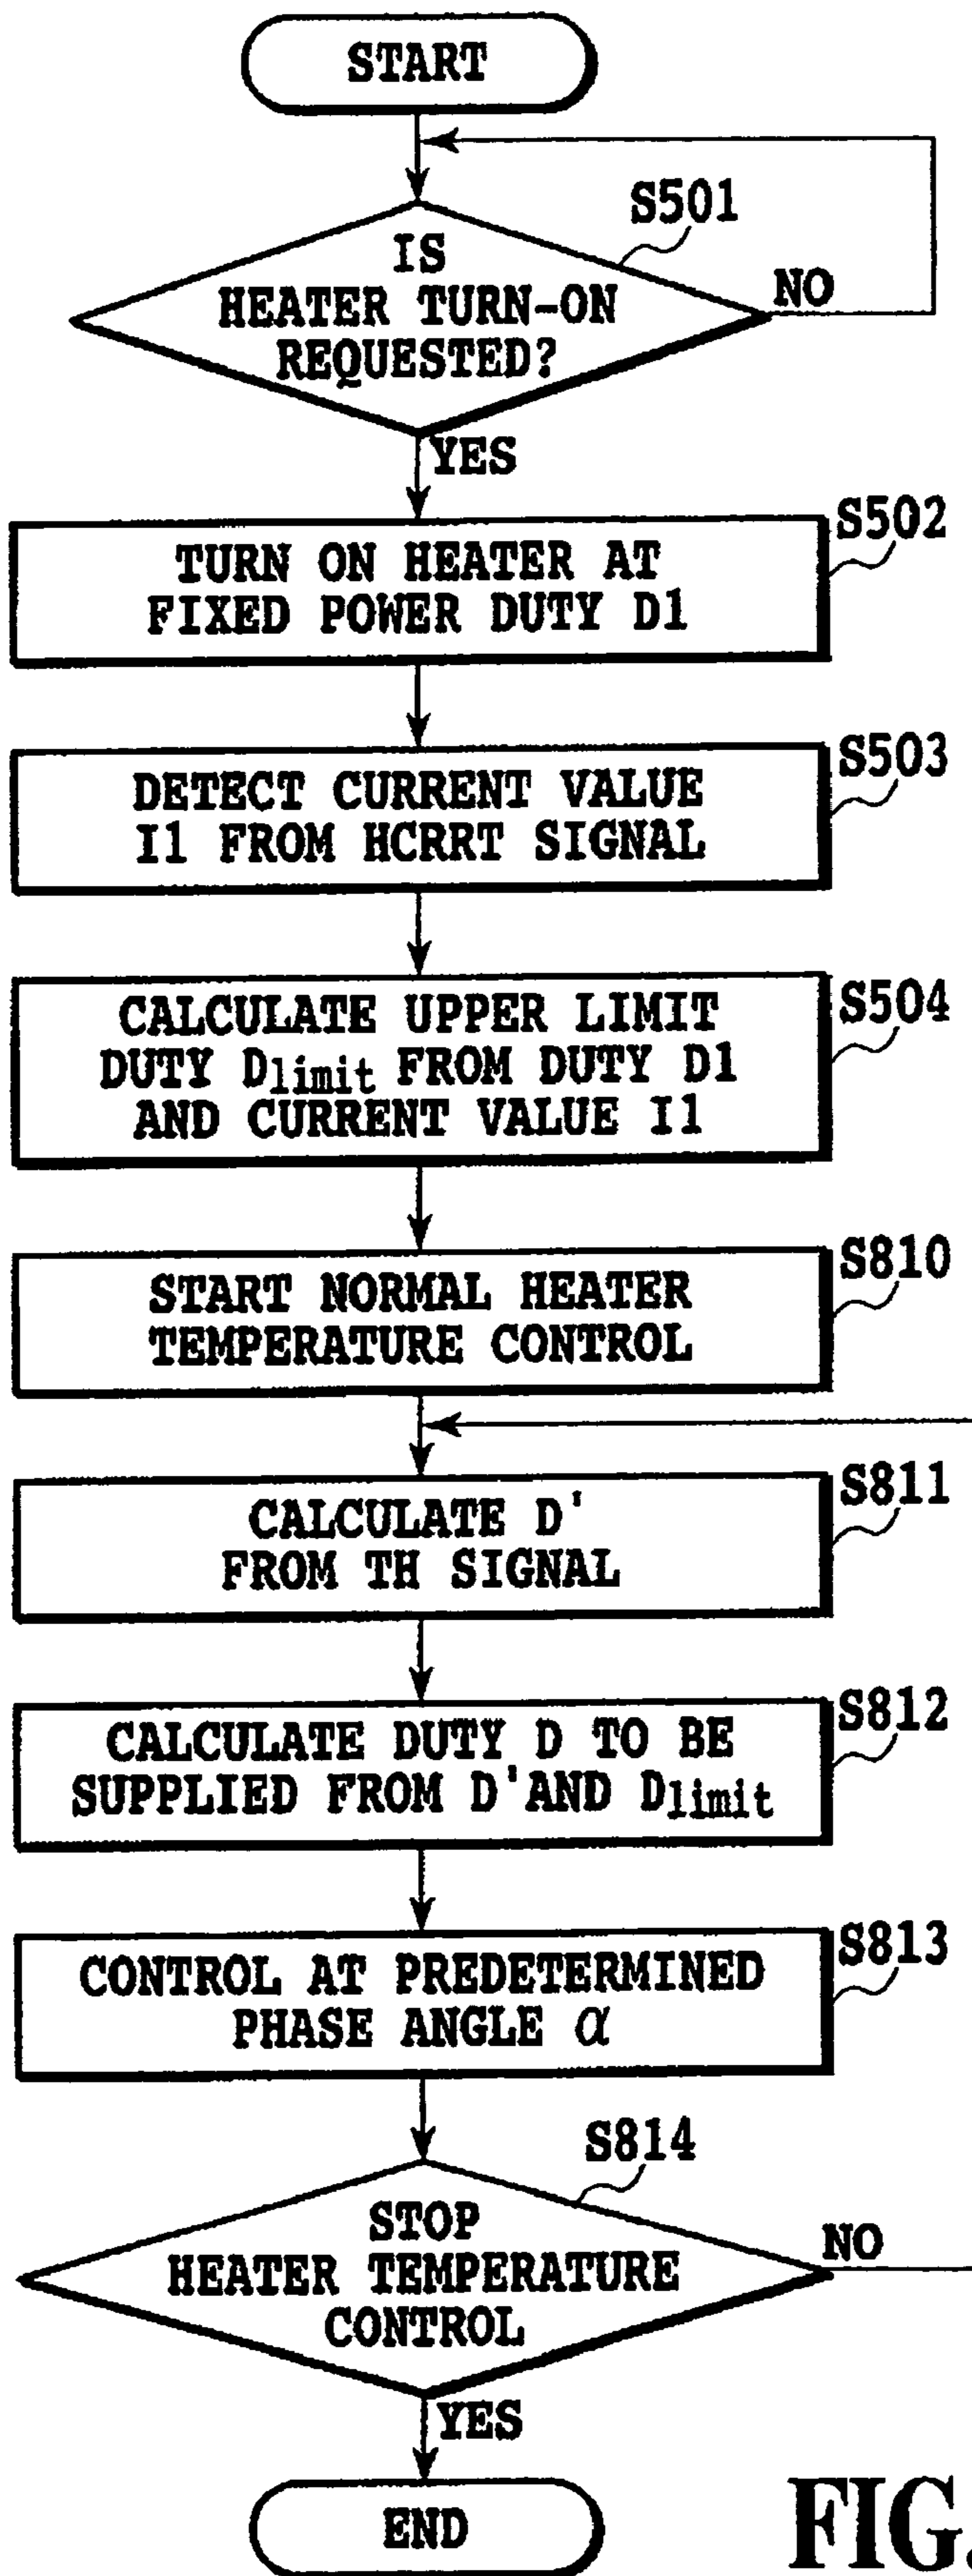 START
S501
IS
HEATER TURN-ON
REQUESTED?
NO
YES
S502
TURN ON HEATER AT
FIXED POWER DUTY D1
S503
DETECT CURRENT VALUE
I1 FROM HCRRT SIGNAL
S504
CALCULATE UPPER LIMIT
DUTY Dlimit FROM DUTY D1
AND CURRENT VALUE I1
S810
START NORMAL HEATER
TEMPERATURE CONTROL
S811
CALCULATE D'
FROM TH SIGNAL
S812
CALCULATE DUTY D TO BE
SUPPLIED FROM D'AND Dlimit
S813
CONTROL AT PREDETERMINED
PHASE ANGLE α
S814
STOP
HEATER TEMPERATURE
CONTROL
NO
YES
END
FIG.